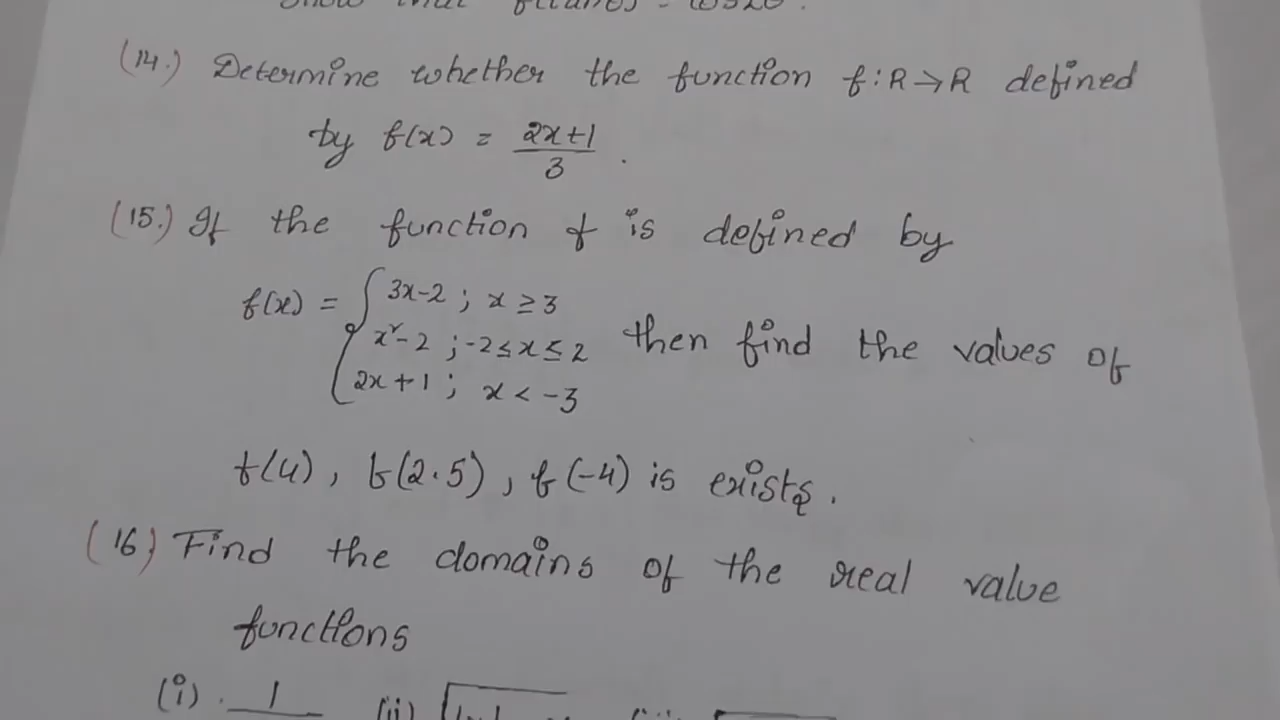 (14.) Determine whether the function f:R→R defined
by f(x) = (2x+1)/3 .
(15.) If the function f is defined by
f(x) = { 3x-2 ; x ≥ 3
x²-2 ; -2 ≤ x ≤ 2 then find the values of
2x+1 ; x < -3
f(4), f(2.5), f(-4) is exists.
(16) Find the domains of the real value
functions
(i) 1 (ii)